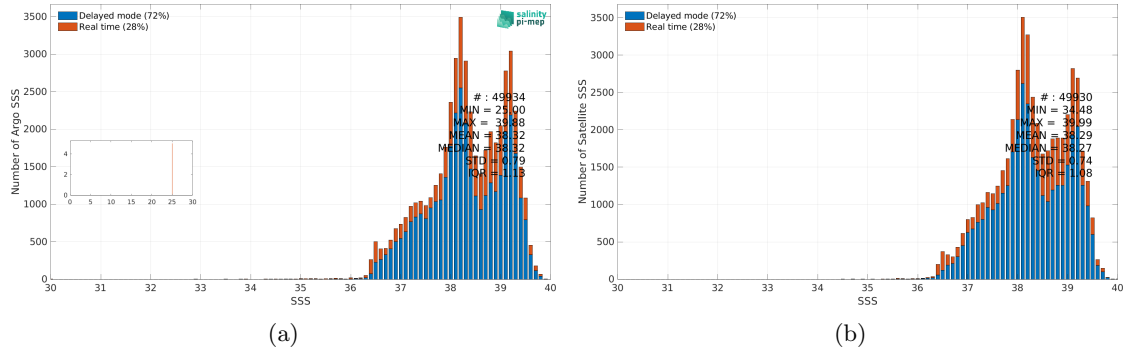 Delayed mode (72%)
Real time (28%)
salinity
pi-mep
Number of Argo SSS
3500
3000
2500
2000
1500
1000
500
0
# : 49934
MIN = 25.00
MAX = 39.88
MEAN = 38.32
MEDIAN = 38.32
STD = 0.79
IQR = 1.13
4
2
0
0 5 10 15 20 25 30
30 31 32 33 34 35 36 37 38 39 40
SSS
(a)
Delayed mode (72%)
Real time (28%)
Number of Satellite SSS
3500
3000
2500
2000
1500
1000
500
0
# : 49930
MIN = 34.48
MAX = 39.99
MEAN = 38.29
MEDIAN = 38.27
STD = 0.74
IQR = 1.08
30 31 32 33 34 35 36 37 38 39 40
SSS
(b)